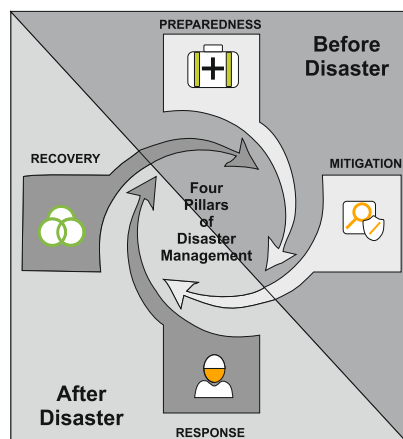 PREPAREDNESS
Before
Disaster
RECOVERY
MITIGATION
Four
Pillars
of
Disaster
Management
After
Disaster
RESPONSE